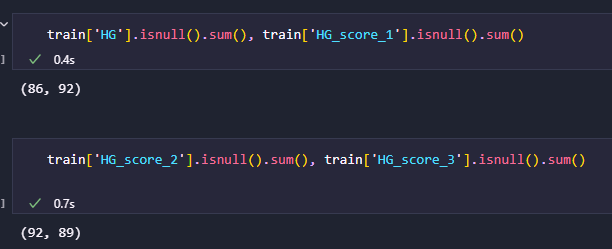 train['HG'].isnull().sum(), train['HG_score_1'].isnull().sum()
]
0.4s
(86, 92)
train['HG_score_2'].isnull().sum(), train['HG_score_3'].isnull().sum()
]
0.7s
(92, 89)